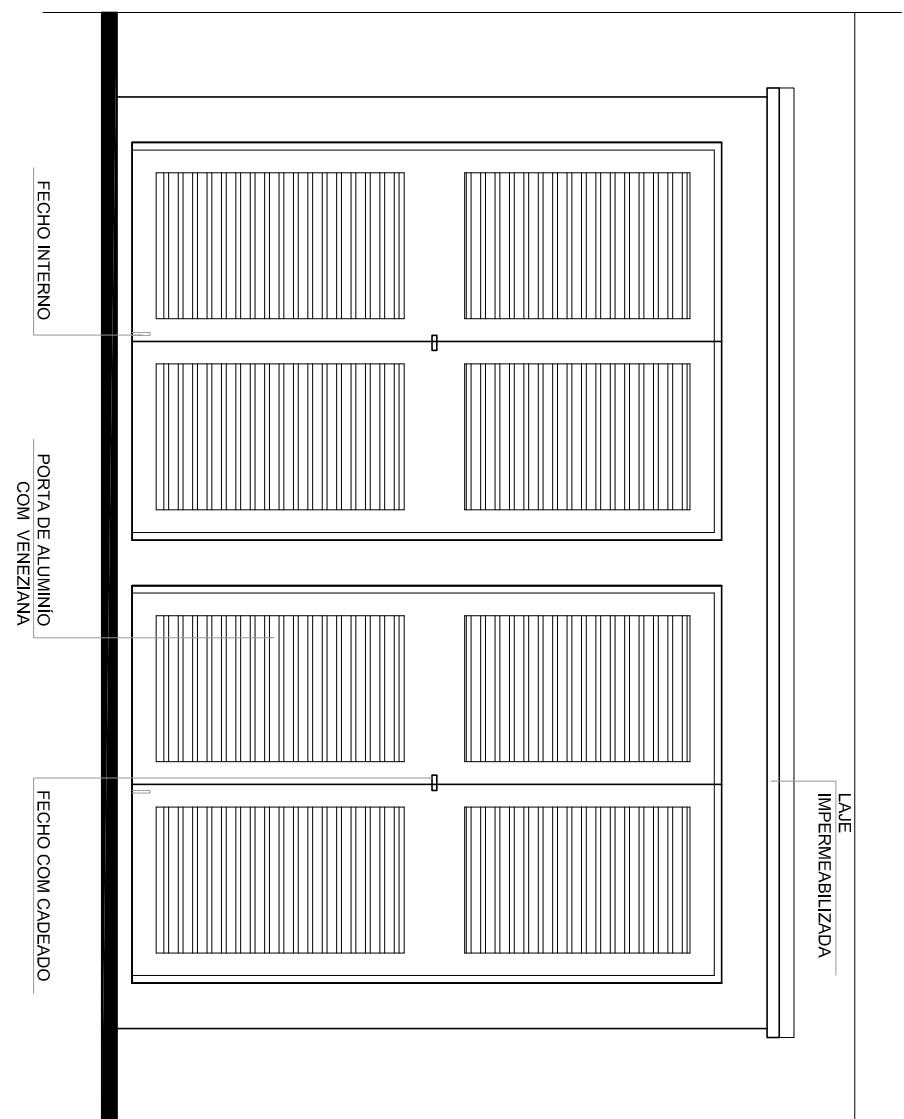 LAJE
IMPERMEABILIZADA
FECHO INTERNO
PORTA DE ALUMINÍO
COM VENEZIANA
FECHO COM CADEADO